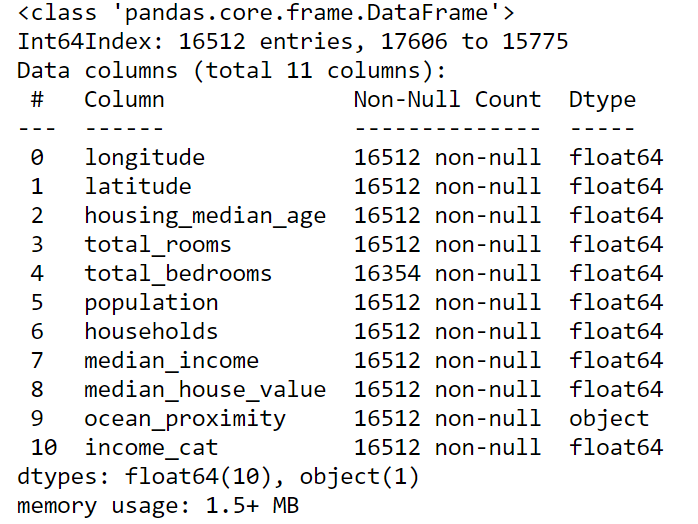 <class 'pandas.core.frame.DataFrame'>
Int64Index: 16512 entries, 17606 to 15775
Data columns (total 11 columns):
 #   Column              Non-Null Count  Dtype
---  ------              --------------  -----
 0   longitude           16512 non-null  float64
 1   latitude            16512 non-null  float64
 2   housing_median_age  16512 non-null  float64
 3   total_rooms         16512 non-null  float64
 4   total_bedrooms      16354 non-null  float64
 5   population          16512 non-null  float64
 6   households          16512 non-null  float64
 7   median_income       16512 non-null  float64
 8   median_house_value  16512 non-null  float64
 9   ocean_proximity     16512 non-null  object
 10  income_cat          16512 non-null  float64
dtypes: float64(10), object(1)
memory usage: 1.5+ MB